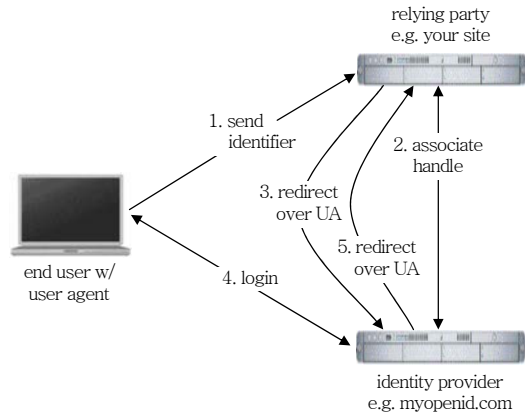 relying party
e.g. your site
1. send
identifier
2. associate
handle
3. redirect
over UA
5. redirect
over UA
4. login
end user w/
user agent
identity provider
e.g. myopenid.com